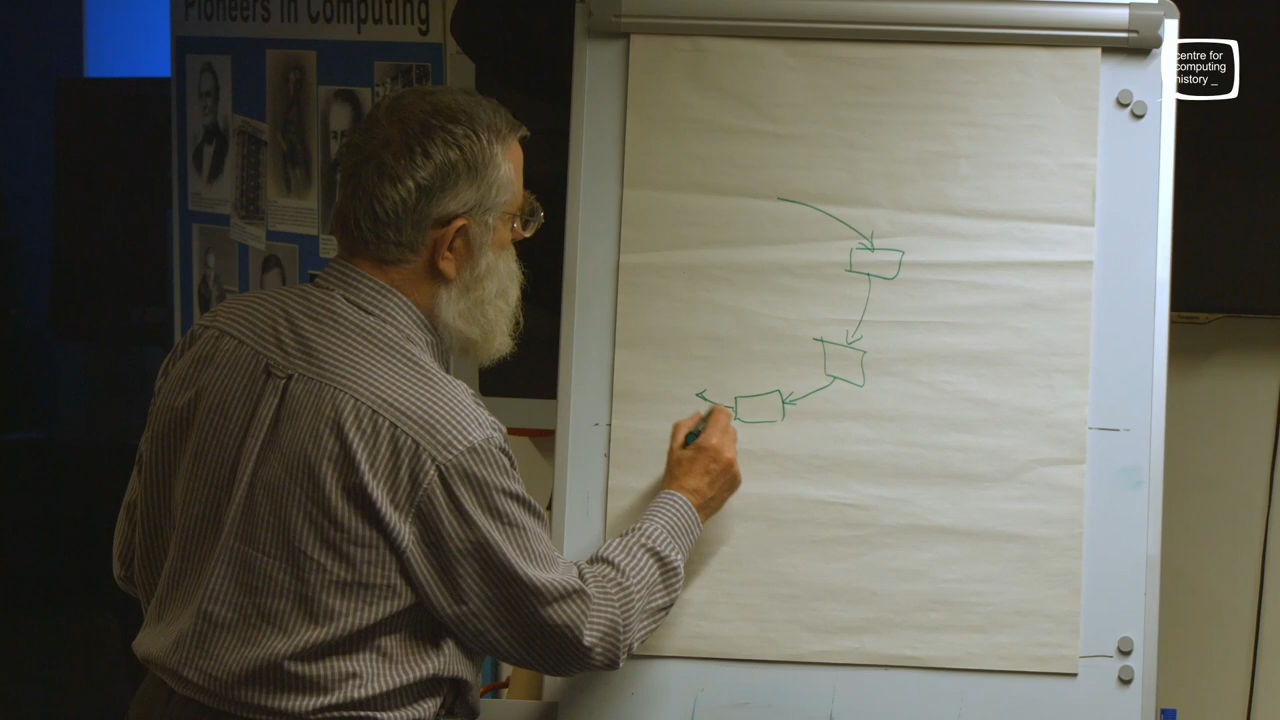 Pioneers in Computing
centre for
computing
history _